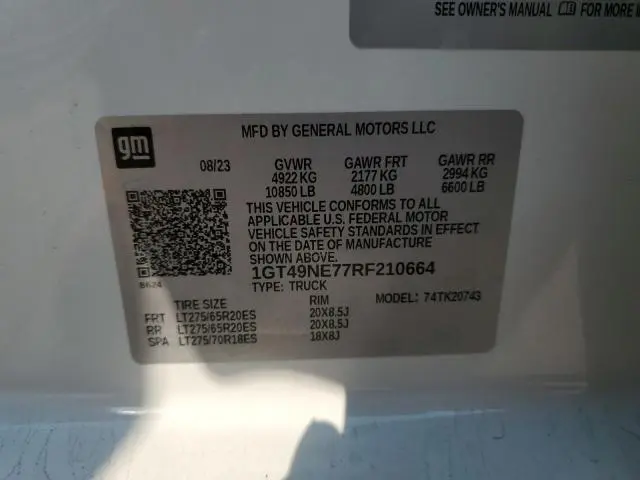 SEE OWNER'S MANUAL FOR MORE
gm
MFD BY GENERAL MOTORS LLC
08/23 GVWR GAWR FRT GAWR RR
4922 KG 2177 KG 2994 KG
10850 LB 4800 LB 6600 LB
THIS VEHICLE CONFORMS TO ALL
APPLICABLE U.S. FEDERAL MOTOR
VEHICLE SAFETY STANDARDS IN EFFECT
ON THE DATE OF MANUFACTURE
SHOWN ABOVE.
8624
1GT49NE77RF210664
TYPE: TRUCK
TIRE SIZE RIM MODEL: 74TK20743
FRT LT275/65R20ES 20X8.5J
RR LT275/65R20ES 20X8.5J
SPA LT275/70R18ES 18X8J